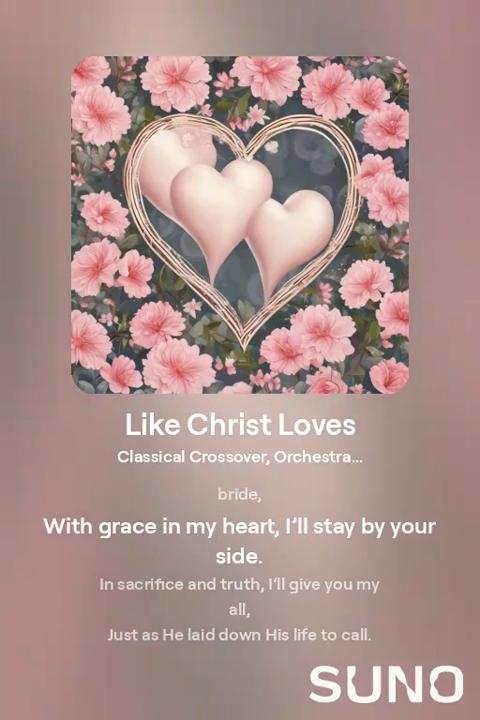 Like Christ Loves
Classical Crossover, Orchestra...
bride,
With grace in my heart, I’ll stay by your
side.
In sacrifice and truth, I’ll give you my
all,
Just as He laid down His life to call.
SUNO